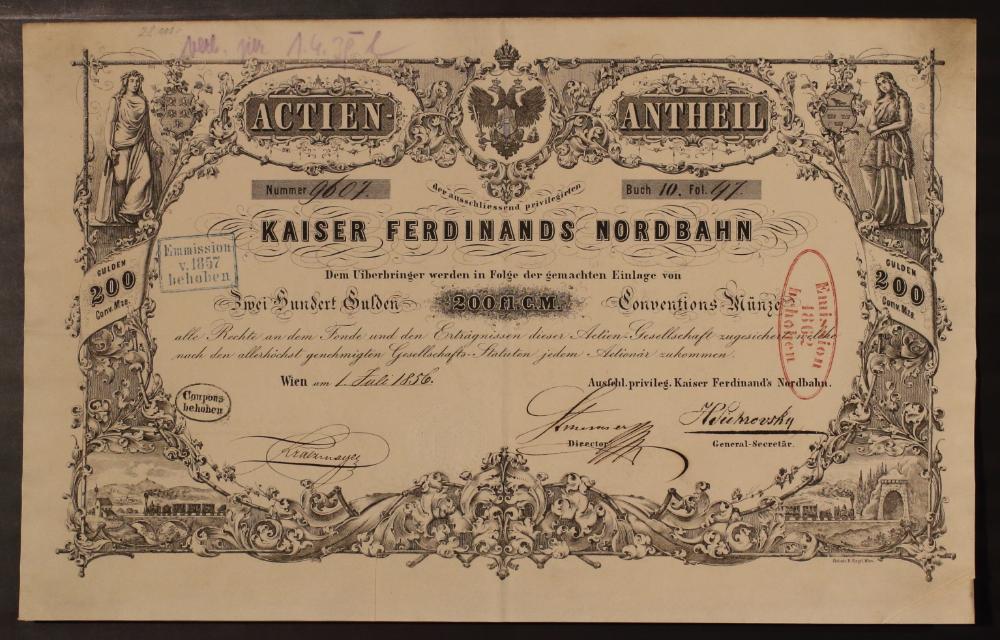 ACTIEN-
ANTHEIL
Nummer 9607.
Buch 10. Fol. 97.
der ausschliessend privilegirten
KAISER FERDINANDS NORDBAHN
Emmission
v. 1857
behoben
GULDEN
200
Conv. Mze.
GULDEN
200
Conv. Mze.
Dem Uiberbringer werden in Folge der gemachten Einlage von
Zwei Hundert Gulden 200 fl. C.M. Conventions Münze
Emission
1862
behoben
alle Rechte an dem Fonde und den Erträgnissen dieser Actien-Gesellschaft zugesichert, welche
nach den allerhöchst genehmigten Gesellschafts-Statuten jedem Actionär zukommen.
Wien am 1. Juli 1856.
Ausschl. privileg. Kaiser Ferdinand's Nordbahn.
Coupons
behoben
Director
General-Secretär.